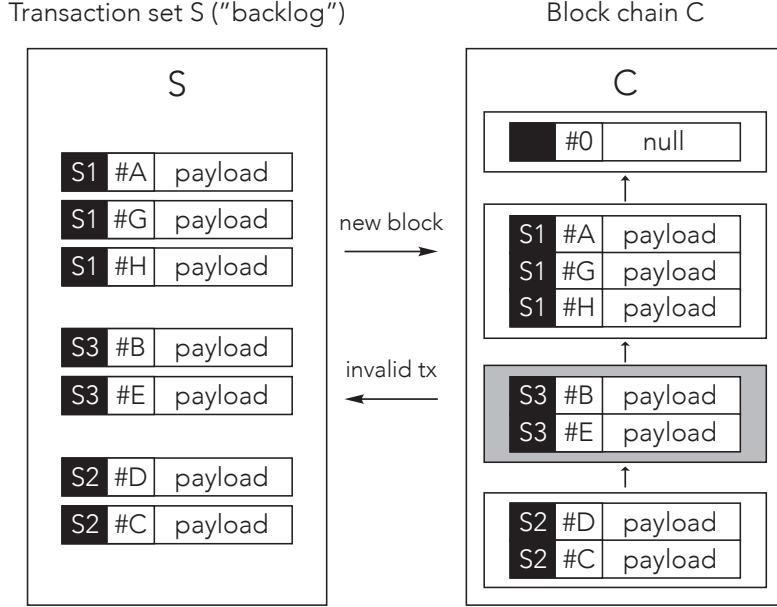 Transaction set S ("backlog")
S
S1 #A payload
S1 #G payload
S1 #H payload
S3 #B payload
S3 #E payload
S2 #D payload
S2 #C payload
new block
invalid tx
Block chain C
C
#0 null
S1 #A payload
S1 #G payload
S1 #H payload
S3 #B payload
S3 #E payload
S2 #D payload
S2 #C payload